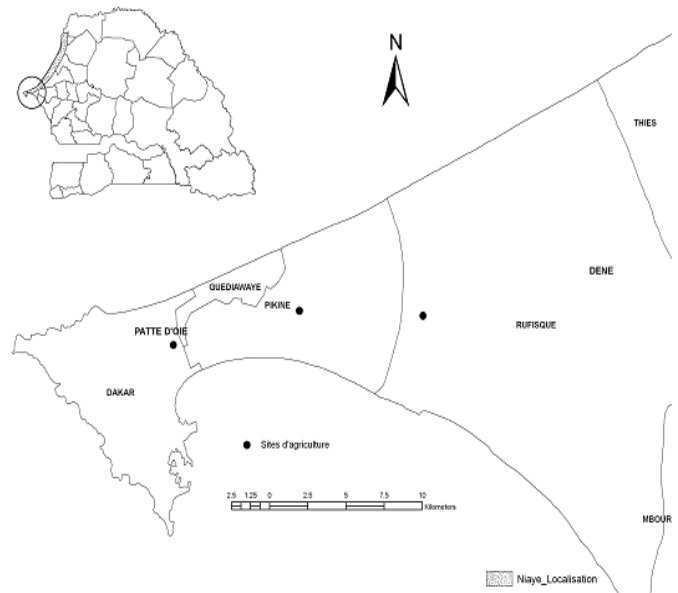 N
THIES
DENE
GUEDIAWAYE
PIKINE
RUFISQUE
PATTE D'OIE
DAKAR
Sites d'agriculture
2.5 1.25 0 2.5 5 7.5 10
Kilometers
MBOUR
Niaye_Localisation